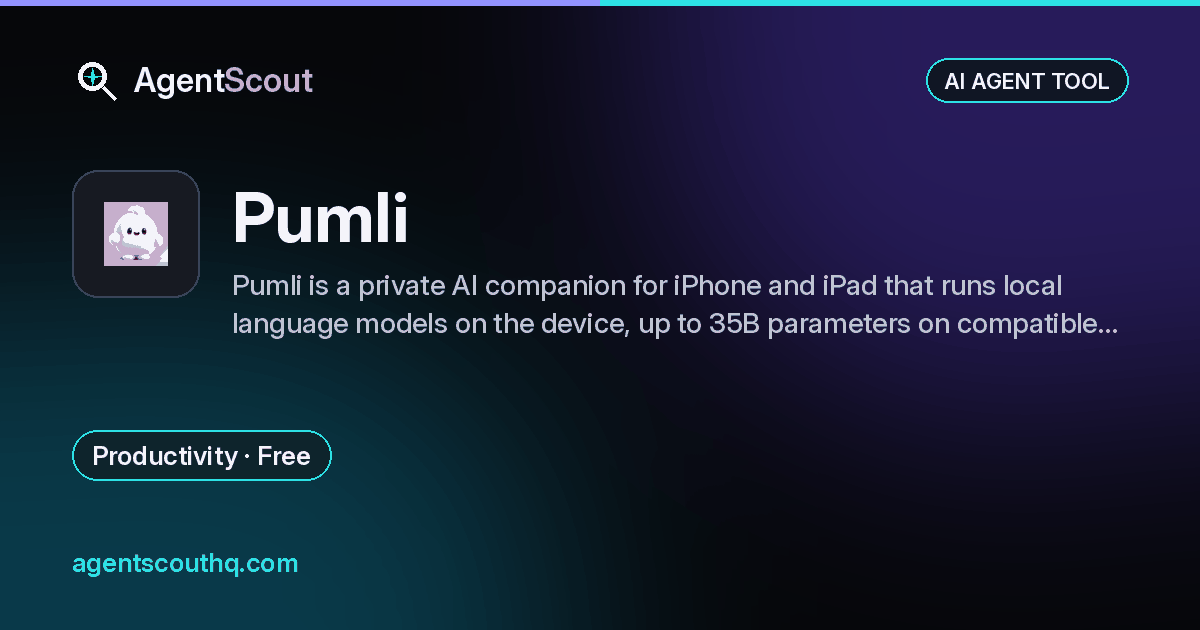 AgentScout
AI AGENT TOOL
Pumli
Pumli is a private AI companion for iPhone and iPad that runs local
language models on the device, up to 35B parameters on compatible...
Productivity · Free
agentscouthq.com